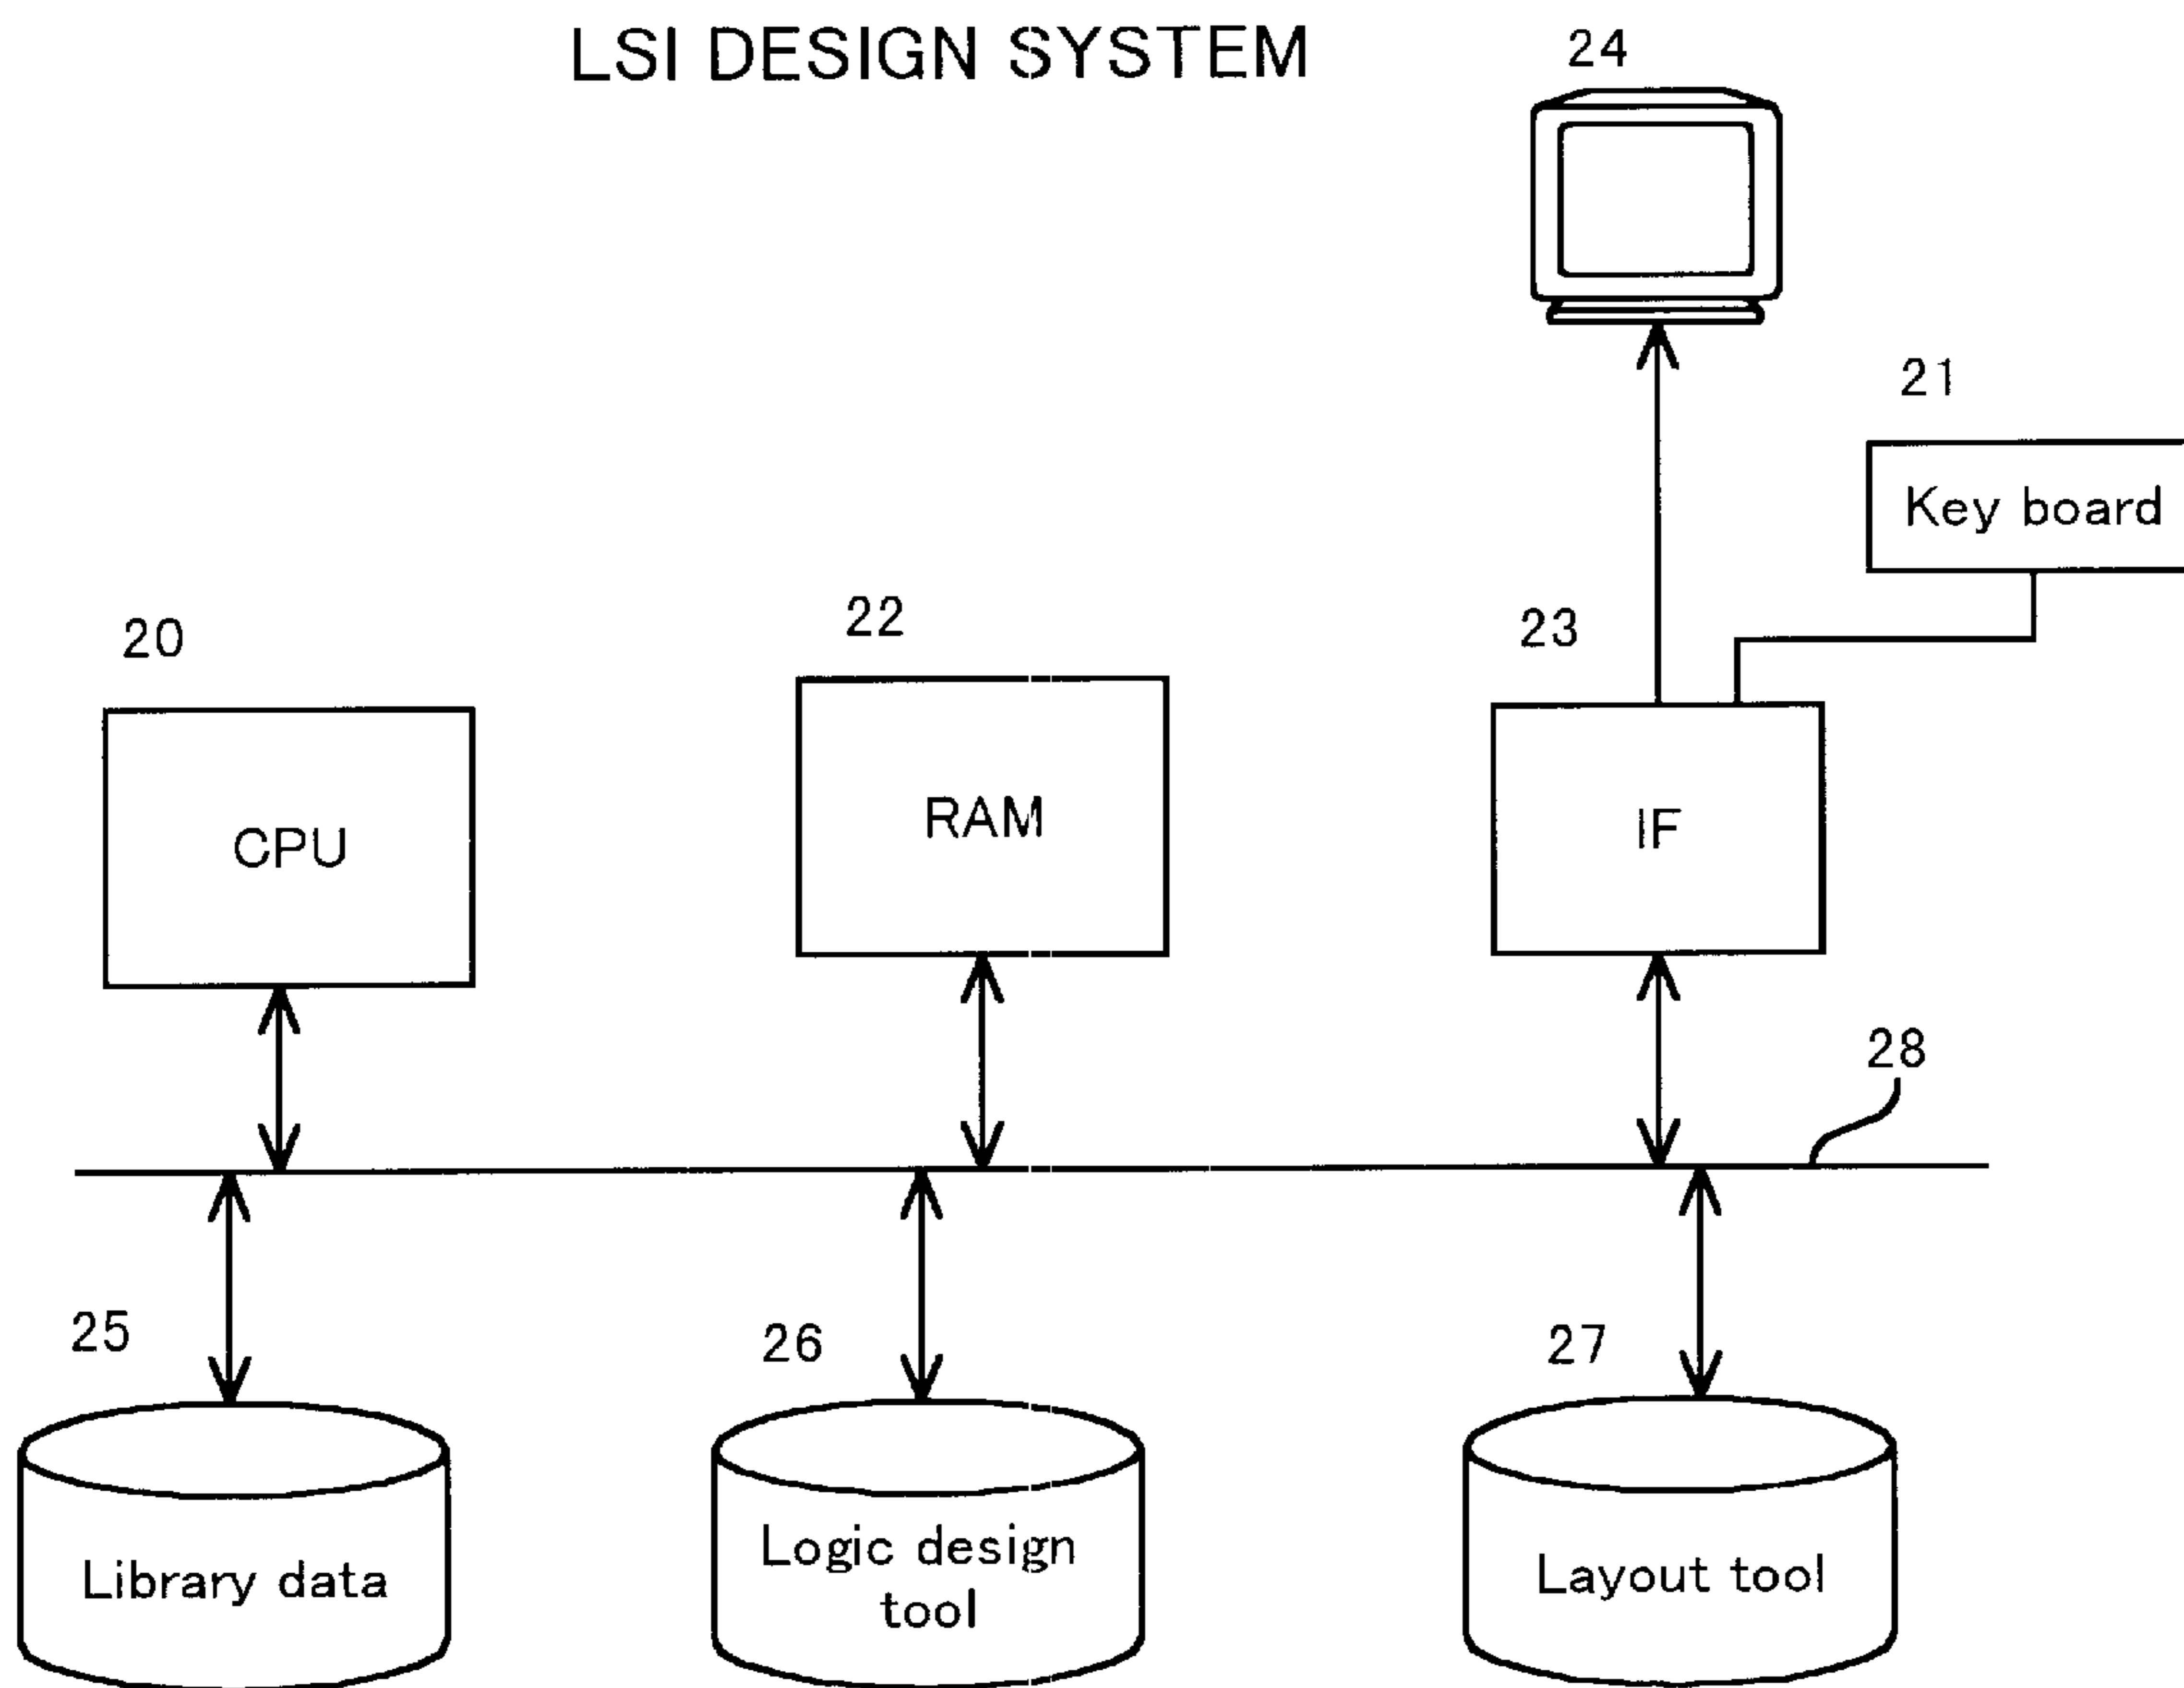 LSI DESIGN SYSTEM
24
21
Key board
20
22
23
CPU
RAM
IF
28
25
26
27
Library data
Logic design
tool
Layout tool